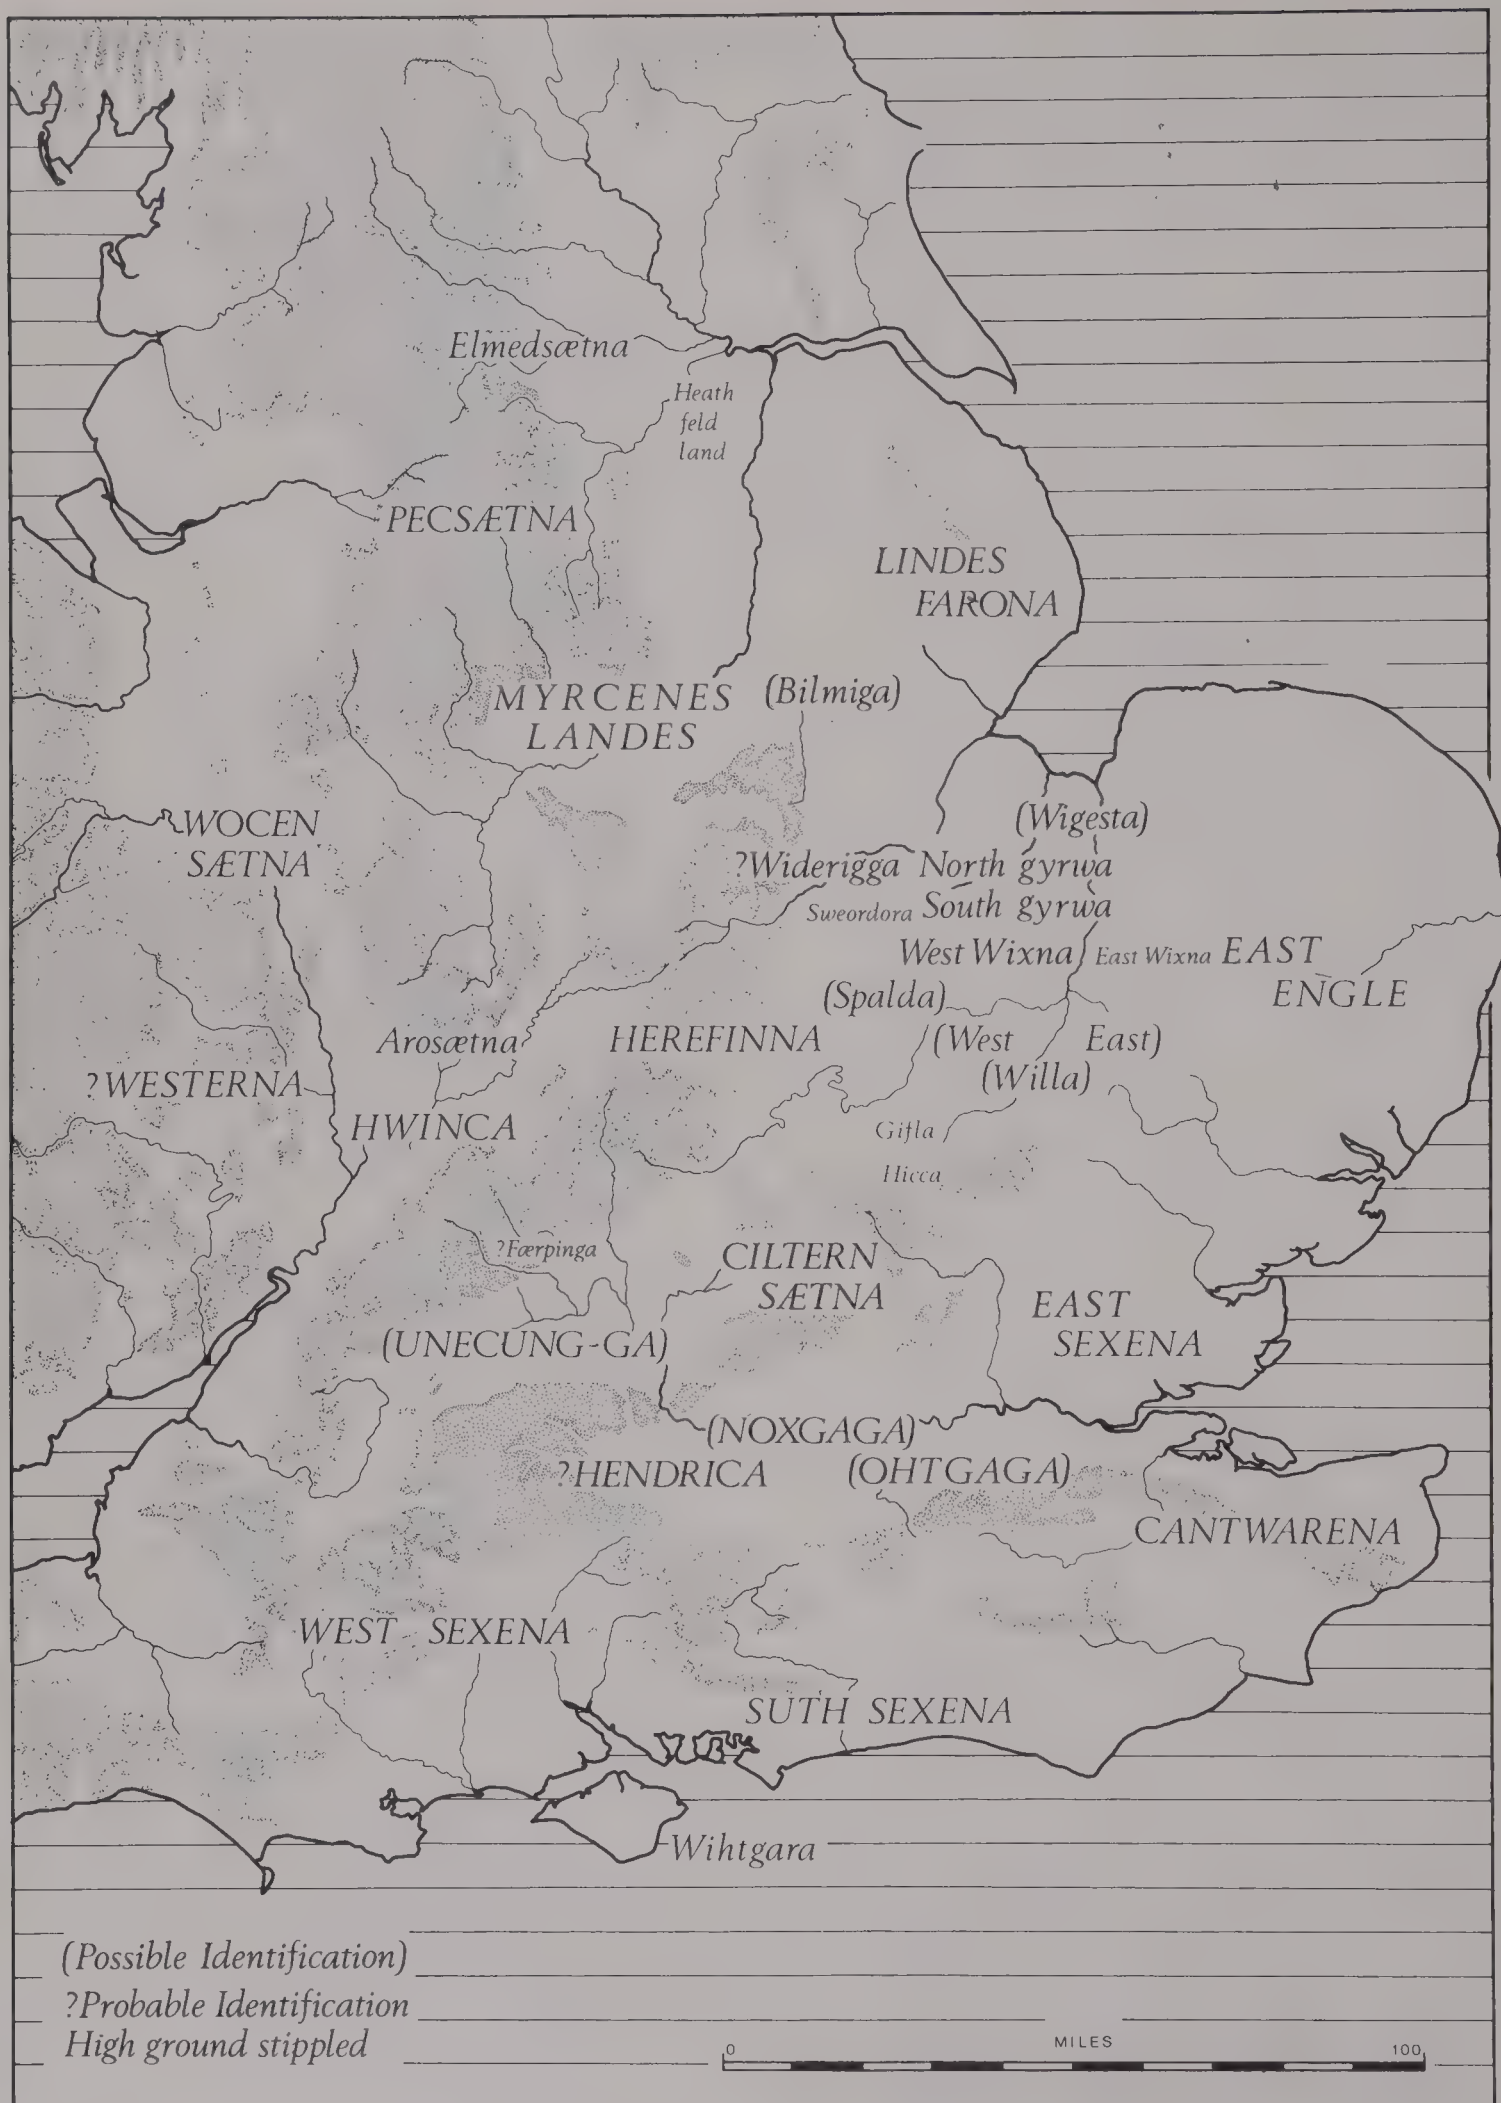 Elmedsætna
Heath
feld
land
PECSÆTNA
LINDES
FARONA
MYRCENES
LANDES
(Bilmiga)
WOCEN
SÆTNA
(Wigesta)
?Widerigga North gyrwa
Sweordora South gyrwa
West Wixna East Wixna EAST
ENGLE
(Spalda)
Arosætna
HEREFINNA
(West East)
(Willa)
?WESTERNA
HWINCA
Gifla
Hicca
?Færpinga
CILTERN
SÆTNA
EAST
SEXENA
(UNECUNG-GA)
(NOXGAGA)
?HENDRICA
(OHTGAGA)
CANTWARENA
WEST SEXENA
SUTH SEXENA
Wihtgara
(Possible Identification)
?Probable Identification
High ground stippled
0 MILES 100